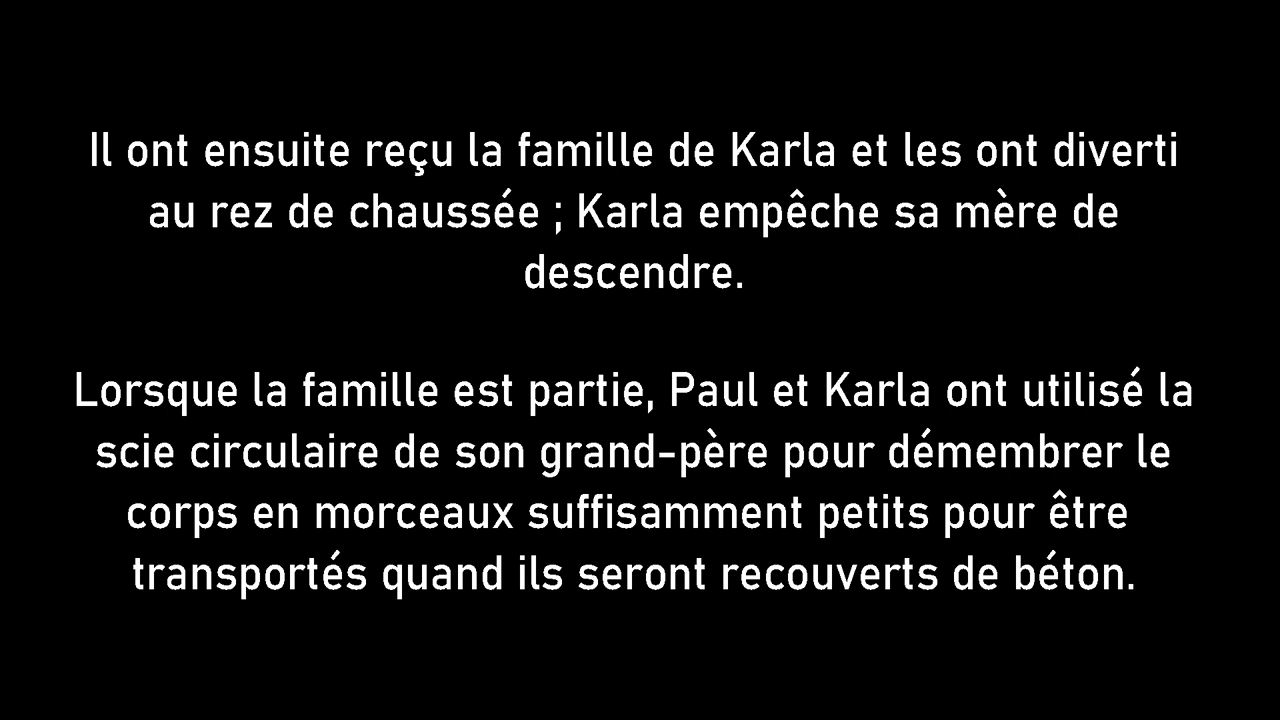 Il ont ensuite reçu la famille de Karla et les ont diverti
au rez de chaussée ; Karla empêche sa mère de
descendre.
Lorsque la famille est partie, Paul et Karla ont utilisé la
scie circulaire de son grand-père pour démembrer le
corps en morceaux suffisamment petits pour être
transportés quand ils seront recouverts de béton.